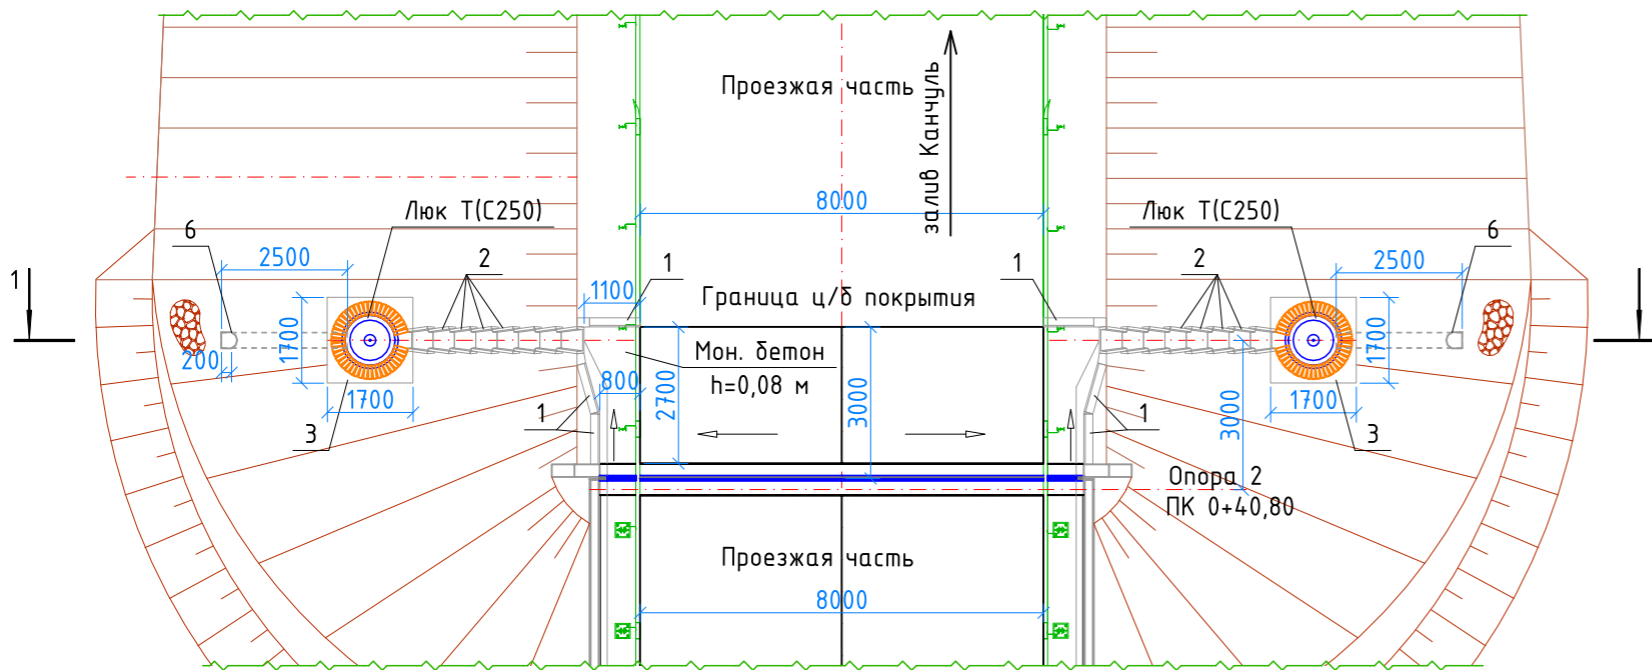 Проезжая часть
залив Канчуль
8000
Люк Т(С250)
Люк Т(С250)
6
2500
2
1
1
2
2500
6
1
1100
Граница ц/б покрытия
1700
200
1700
3
800
Мон. бетон
h=0,08 м
2700
3000
1
1
3000
1700
1700
3
Опора 2
ПК 0+40,80
Проезжая часть
8000